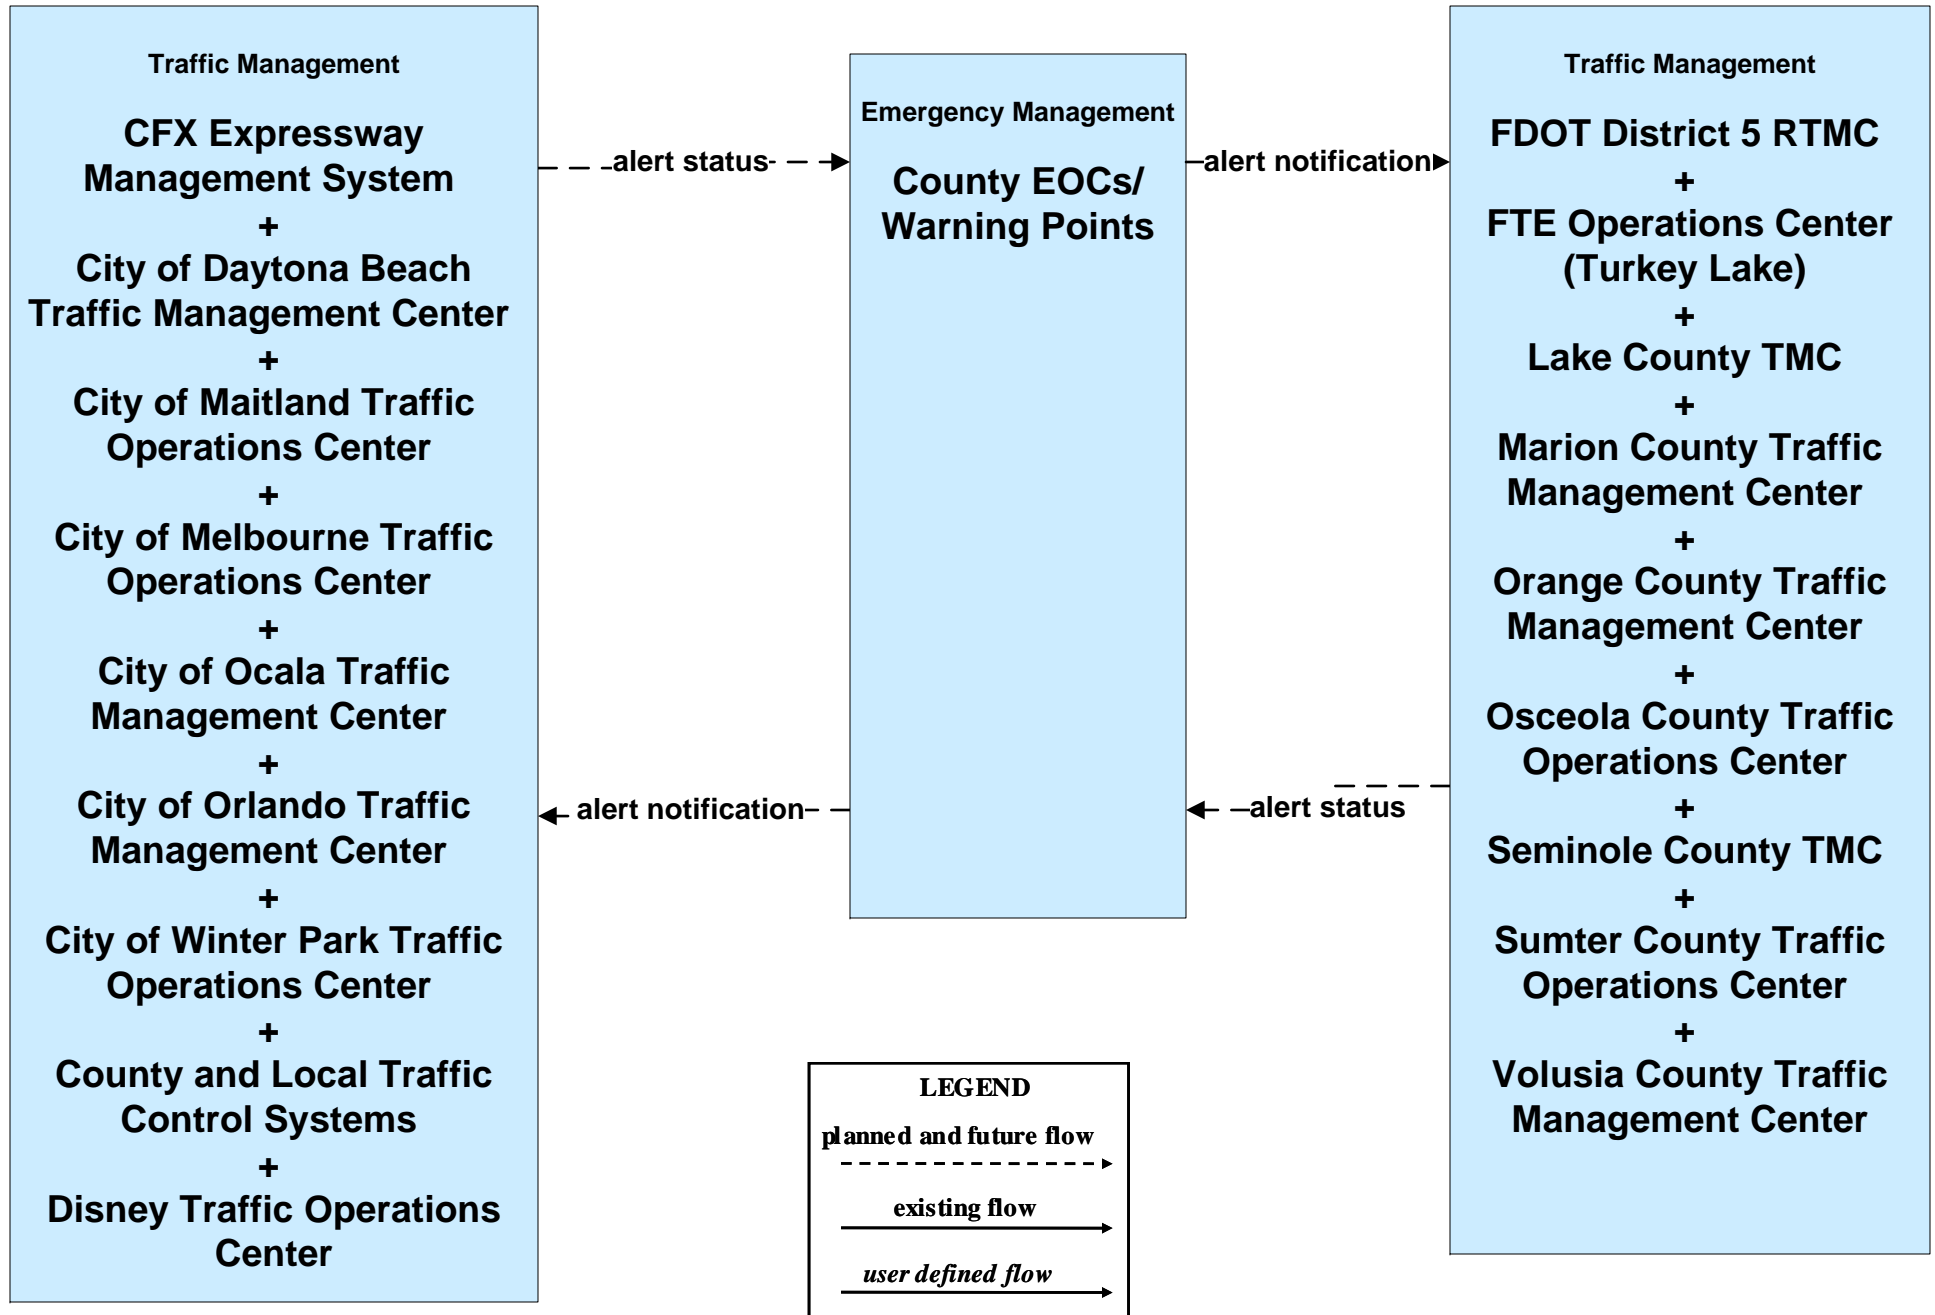 Traffic Management
CFX Expressway
Management System
+
City of Daytona Beach
Traffic Management Center
+
City of Maitland Traffic
Operations Center
+
City of Melbourne Traffic
Operations Center
+
City of Ocala Traffic
Management Center
+
City of Orlando Traffic
Management Center
+
City of Winter Park Traffic
Operations Center
+
County and Local Traffic
Control Systems
+
Disney Traffic Operations
Center
alert status
alert notification
Emergency Management
County EOCs/
Warning Points
alert notification
alert status
Traffic Management
FDOT District 5 RTMC
+
FTE Operations Center
(Turkey Lake)
+
Lake County TMC
+
Marion County Traffic
Management Center
+
Orange County Traffic
Management Center
+
Osceola County Traffic
Operations Center
+
Seminole County TMC
+
Sumter County Traffic
Operations Center
+
Volusia County Traffic
Management Center
LEGEND
planned and future flow
existing flow
user defined flow